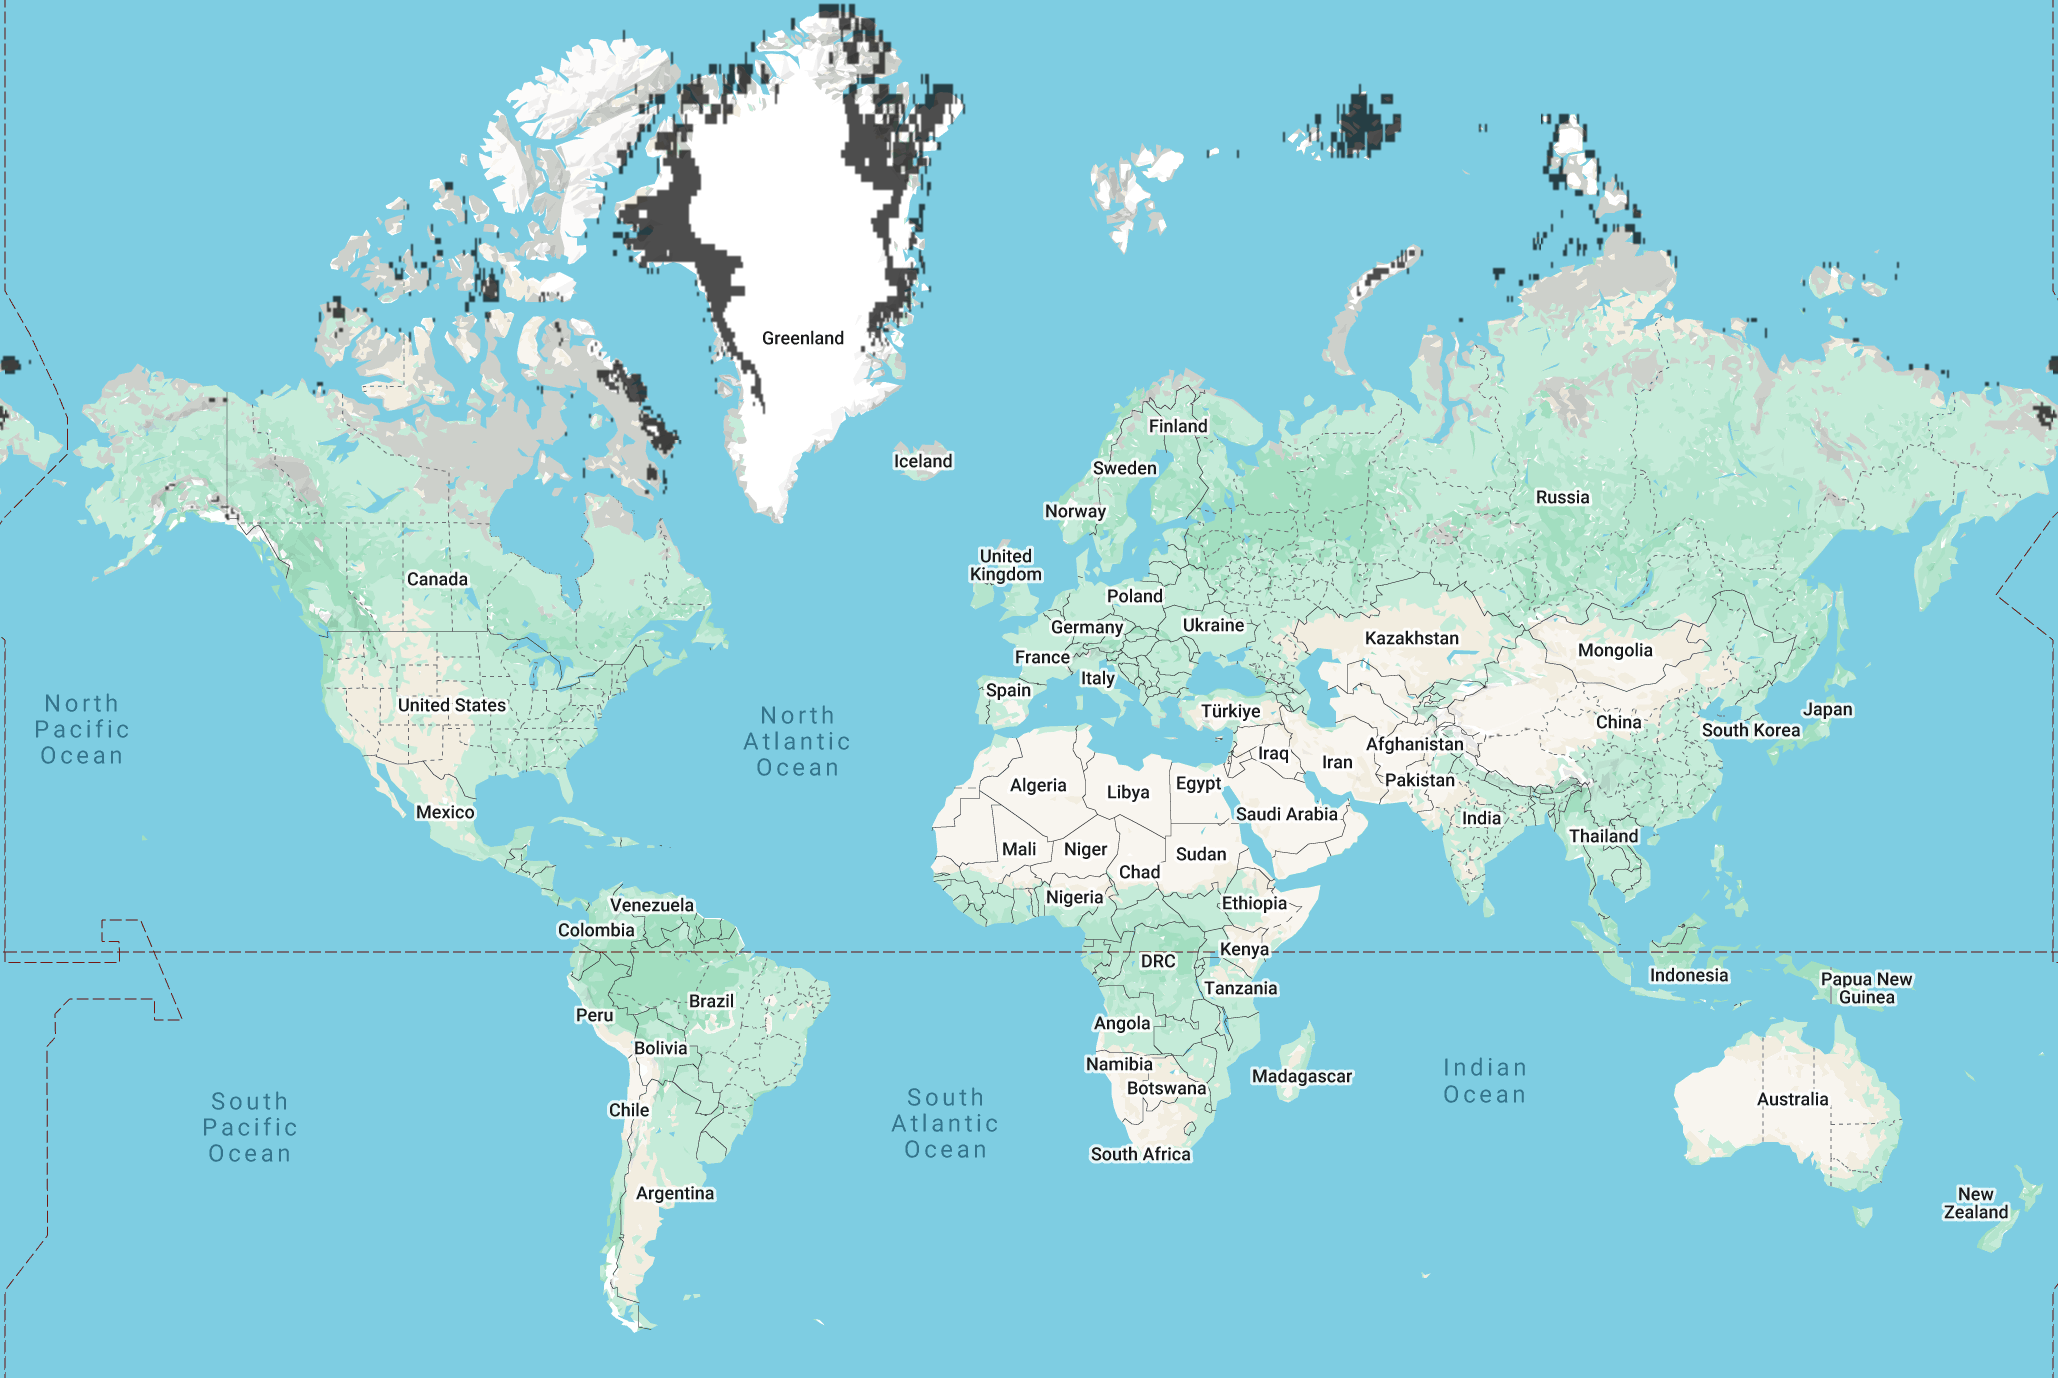 Greenland
Finland
Iceland
Sweden
Russia
Norway
United
Kingdom
Canada
Poland
Ukraine
Germany
Kazakhstan
Mongolia
France
Italy
Spain
United States
Türkiye
China
Japan
South Korea
North
Pacific
Ocean
North
Atlantic
Ocean
Afghanistan
Iraq
Iran
Pakistan
Algeria
Libya
Egypt
Saudi Arabia
Mexico
India
Thailand
Mali
Niger
Sudan
Chad
Nigeria
Ethiopia
Venezuela
Colombia
Kenya
DRC
Indonesia
Papua New
Guinea
Tanzania
Brazil
Peru
Angola
Bolivia
Namibia
Botswana
Madagascar
Indian
Ocean
Australia
Chile
South
Pacific
Ocean
South
Atlantic
Ocean
South Africa
Argentina
New
Zealand